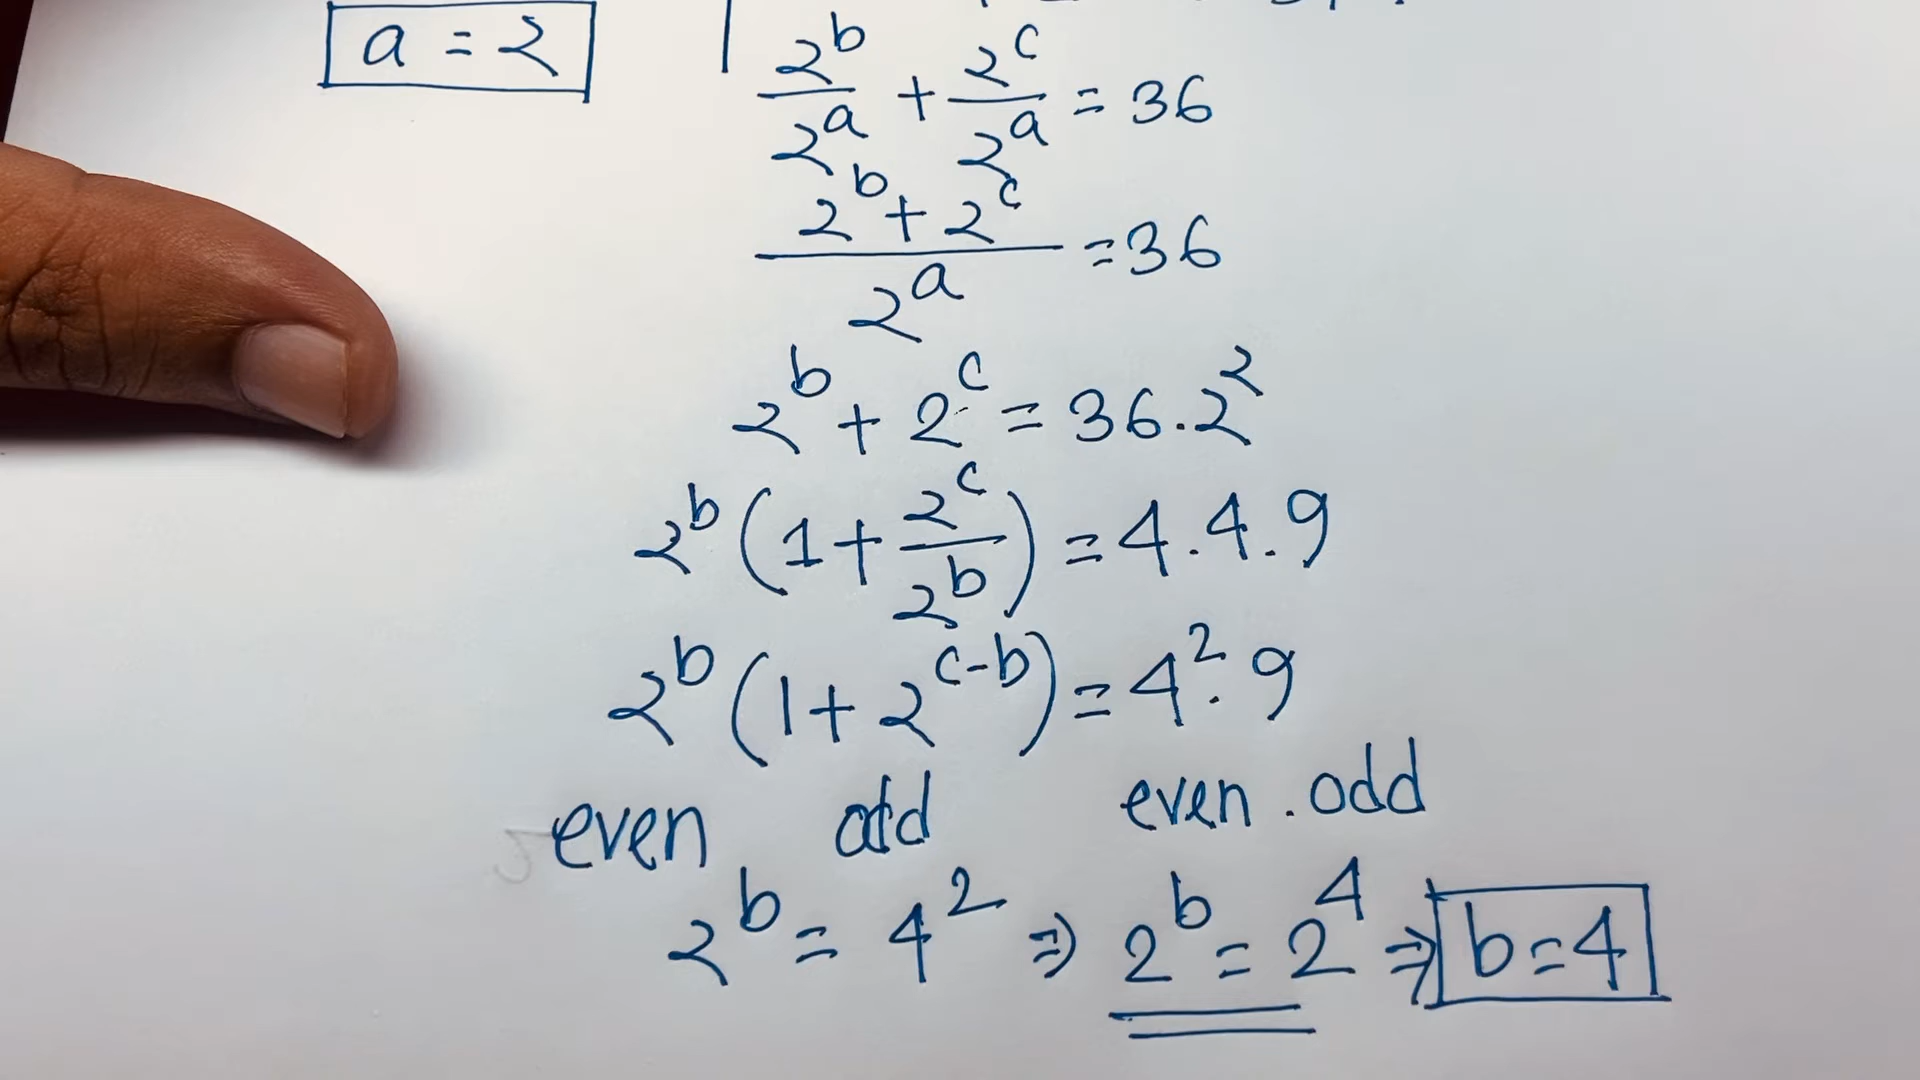 a = 2
2^b/2^a + 2^c/2^a = 36
(2^b + 2^c)/2^a = 36
2^b + 2^c = 36.2^2
2^b (1 + 2^c/2^b) = 4.4.9
2^b (1 + 2^(c-b)) = 4^2.9
even odd even . odd
2^b = 4^2 ⇒ 2^b = 2^4 ⇒ b = 4